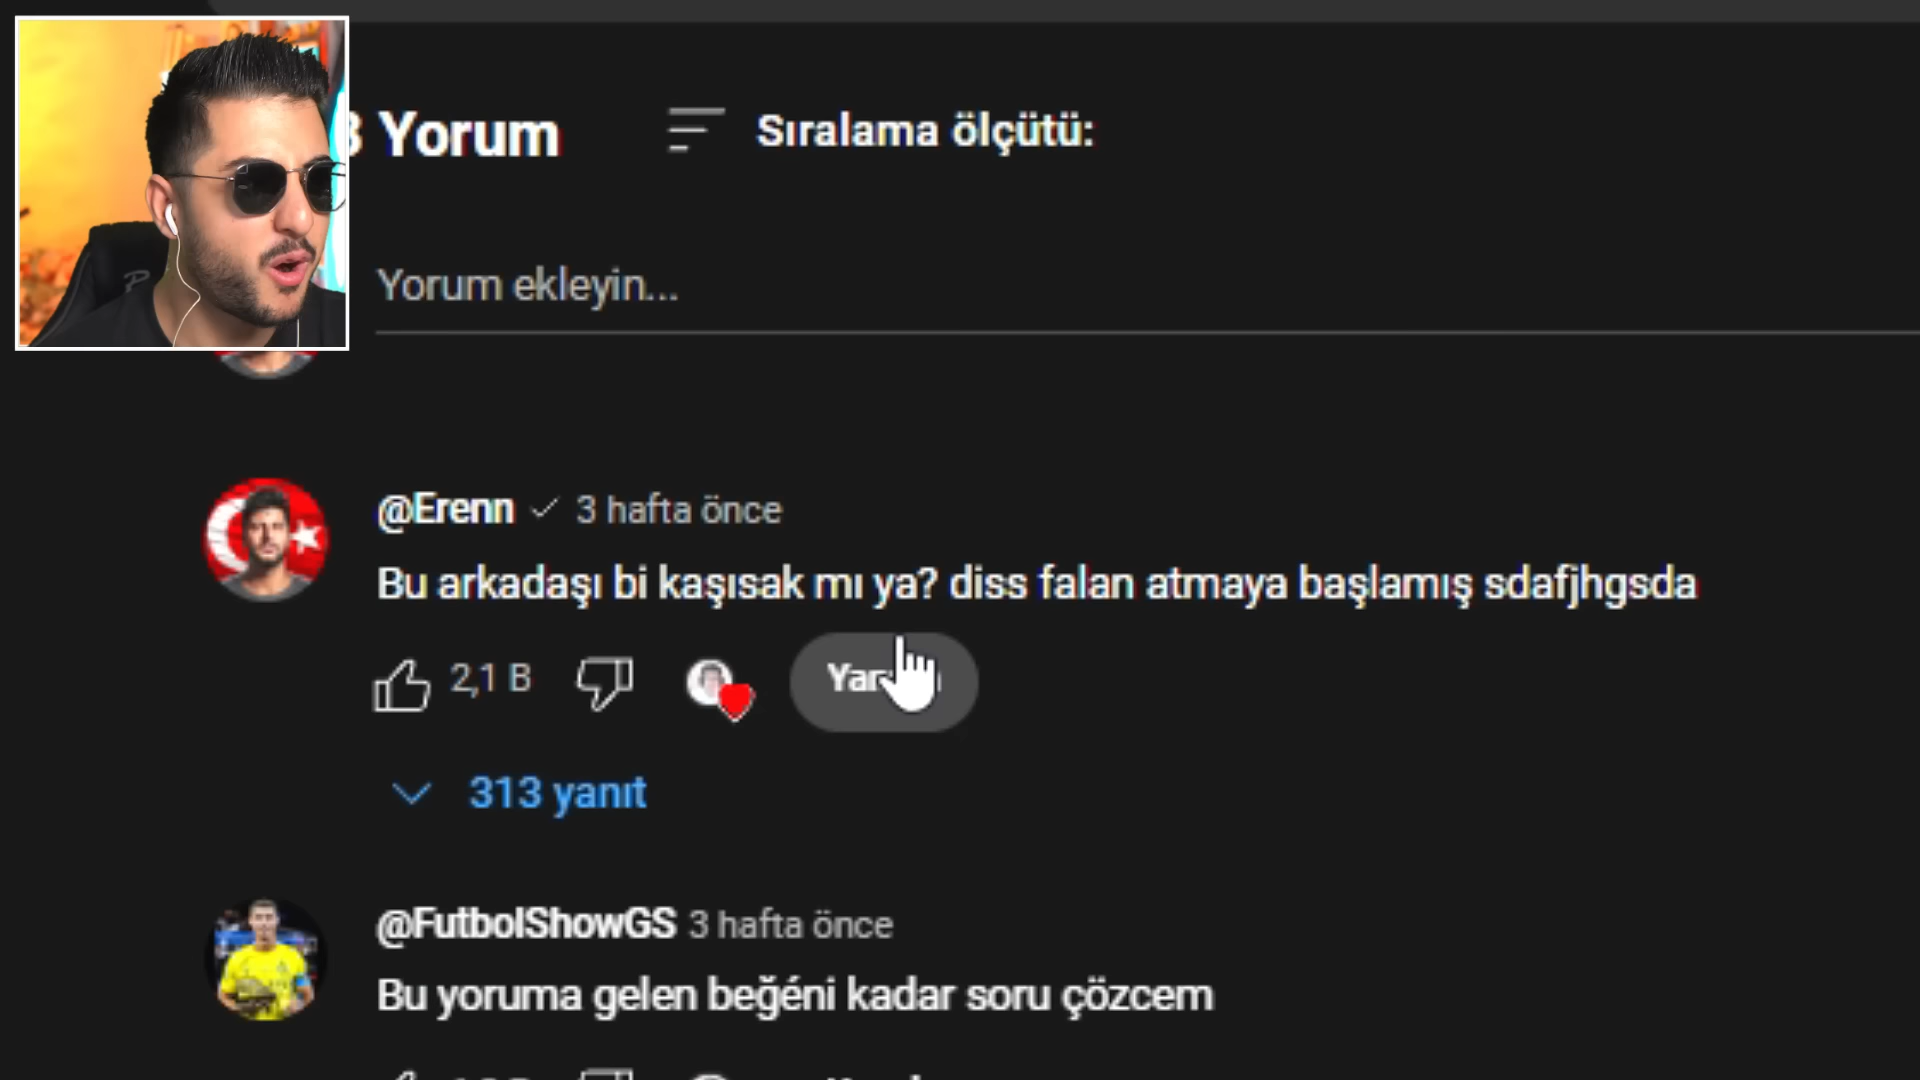 3 Yorum
Sıralama ölçütü:
Yorum ekleyin...
@Erenn 3 hafta önce
Bu arkadaşı bi kaşısak mı ya? diss falan atmaya başlamış sdafjhgsda
2,1 B
313 yanıt
@FutbolShowGS 3 hafta önce
Bu yoruma gelen beğéni kadar soru çözcem